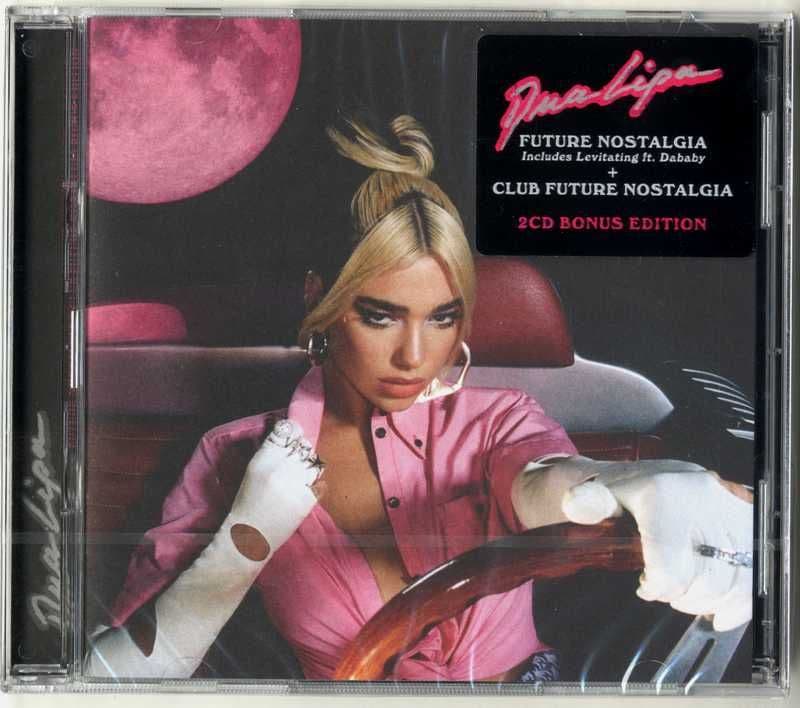 Dua Lipa
FUTURE NOSTALGIA
Includes Levitating ft. Dababy
+
CLUB FUTURE NOSTALGIA
2CD BONUS EDITION
Dua Lipa